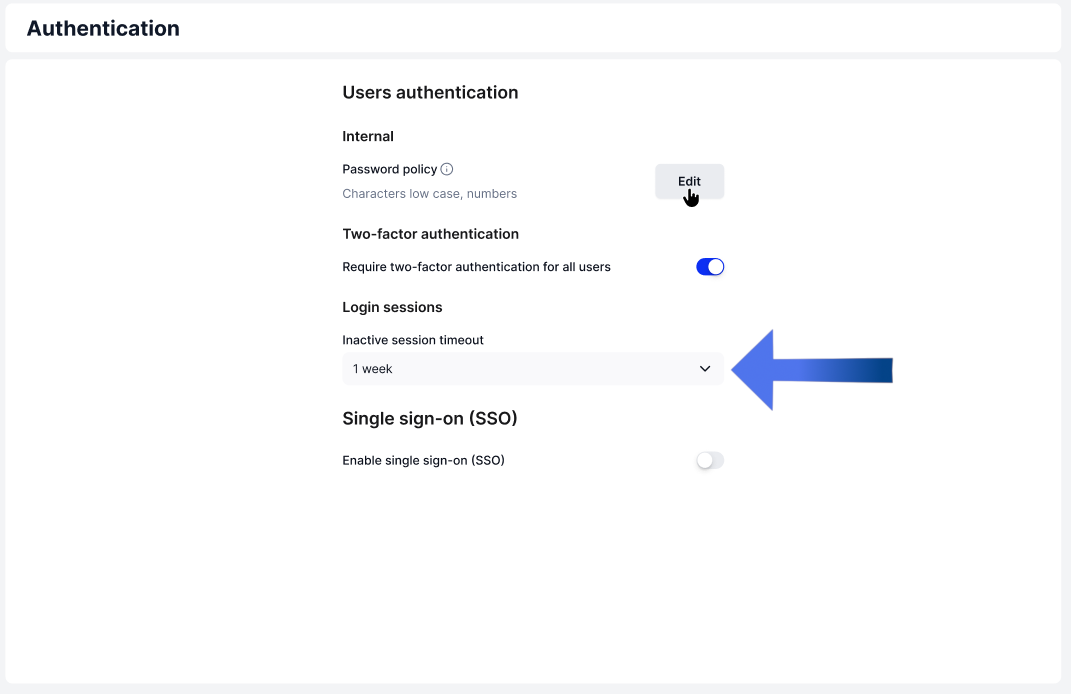 Authentication
Users authentication
Internal
Password policy
Characters low case, numbers
Edit
Two-factor authentication
Require two-factor authentication for all users
Login sessions
Inactive session timeout
1 week
Single sign-on (SSO)
Enable single sign-on (SSO)